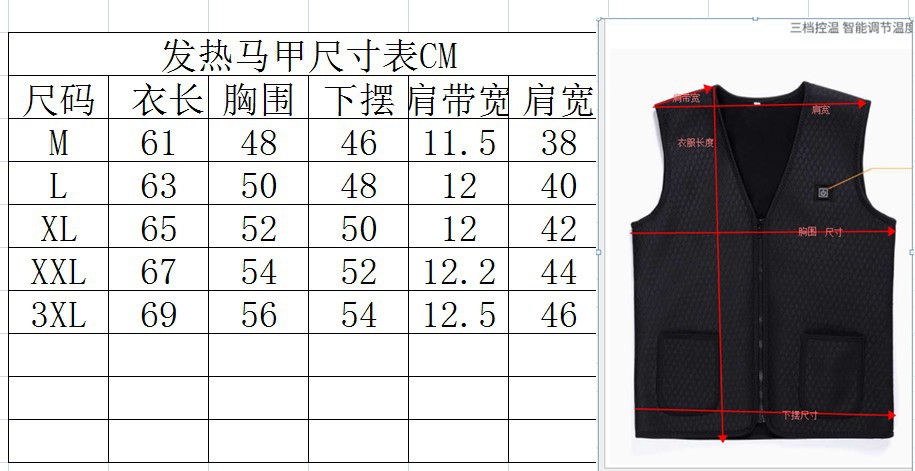 发热马甲尺寸表CM
尺码 衣长 胸围 下摆 肩带宽 肩宽
M 61 48 46 11.5 38
L 63 50 48 12 40
XL 65 52 50 12 42
XXL 67 54 52 12.2 44
3XL 69 56 54 12.5 46
三档控温 智能调节温度
肩带宽
肩宽
衣服长度
胸围 尺寸
下摆尺寸